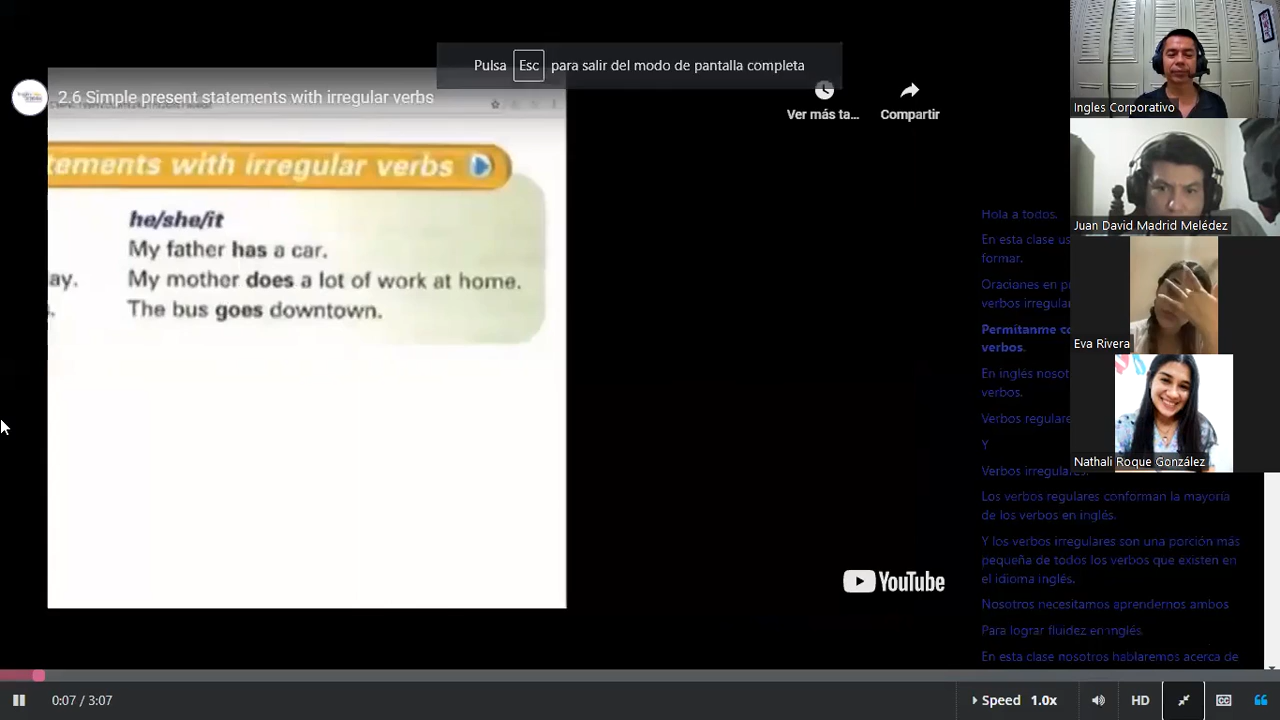 Pulsa Esc para salir del modo de pantalla completa
2.6 Simple present statements with irregular verbs
Ver más ta...
Compartir
tements with irregular verbs
he/she/it
My father has a car.
ay. My mother does a lot of work at home.
s. The bus goes downtown.
YouTube
Hola a todos.
En esta clase us
formar.
Oraciones en p
verbos irregula
Permítanme co
verbos.
En inglés nosot
verbos.
Verbos regulare
Y
Verbos irregulares.
Los verbos regulares conforman la mayoría
de los verbos en inglés.
Y los verbos irregulares son una porción más
pequeña de todos los verbos que existen en
el idioma inglés.
Nosotros necesitamos aprendernos ambos
Para lograr fluidez en inglés.
En esta clase nosotros hablaremos acerca de
Ingles Corporativo
Juan David Madrid Melédez
Eva Rivera
Nathali Roque González
0:07 / 3:07
Speed 1.0x
HD
CC